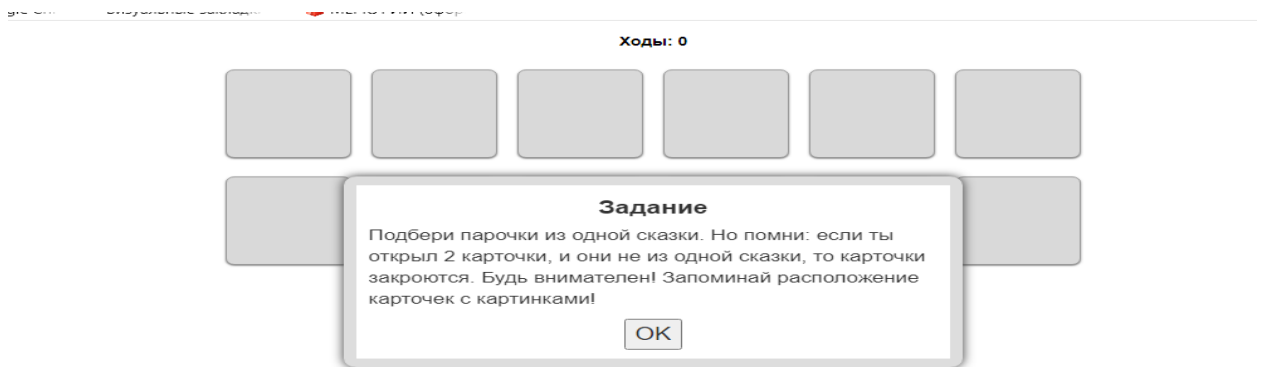 Ходы: 0
Задание
Подбери парочки из одной сказки. Но помни: если ты
открыл 2 карточки, и они не из одной сказки, то карточки
закроются. Будь внимателен! Запоминай расположение
карточек с картинками!
OK